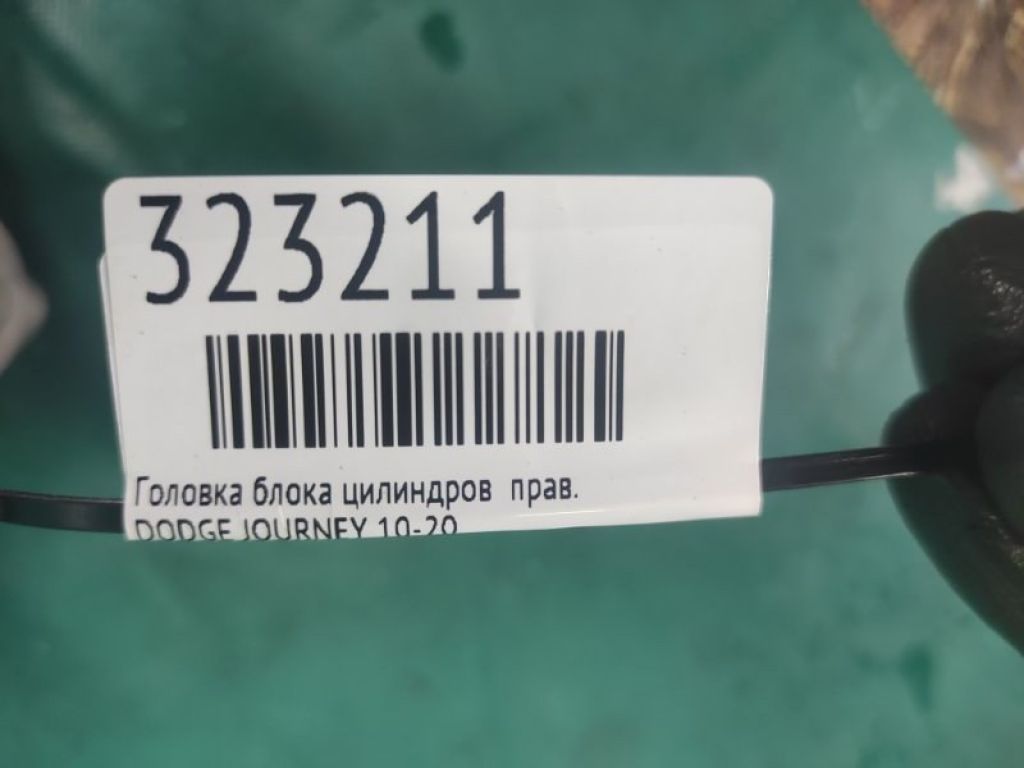 323211
Головка блока цилиндров прав.
DODGE JOURNEY 10-20